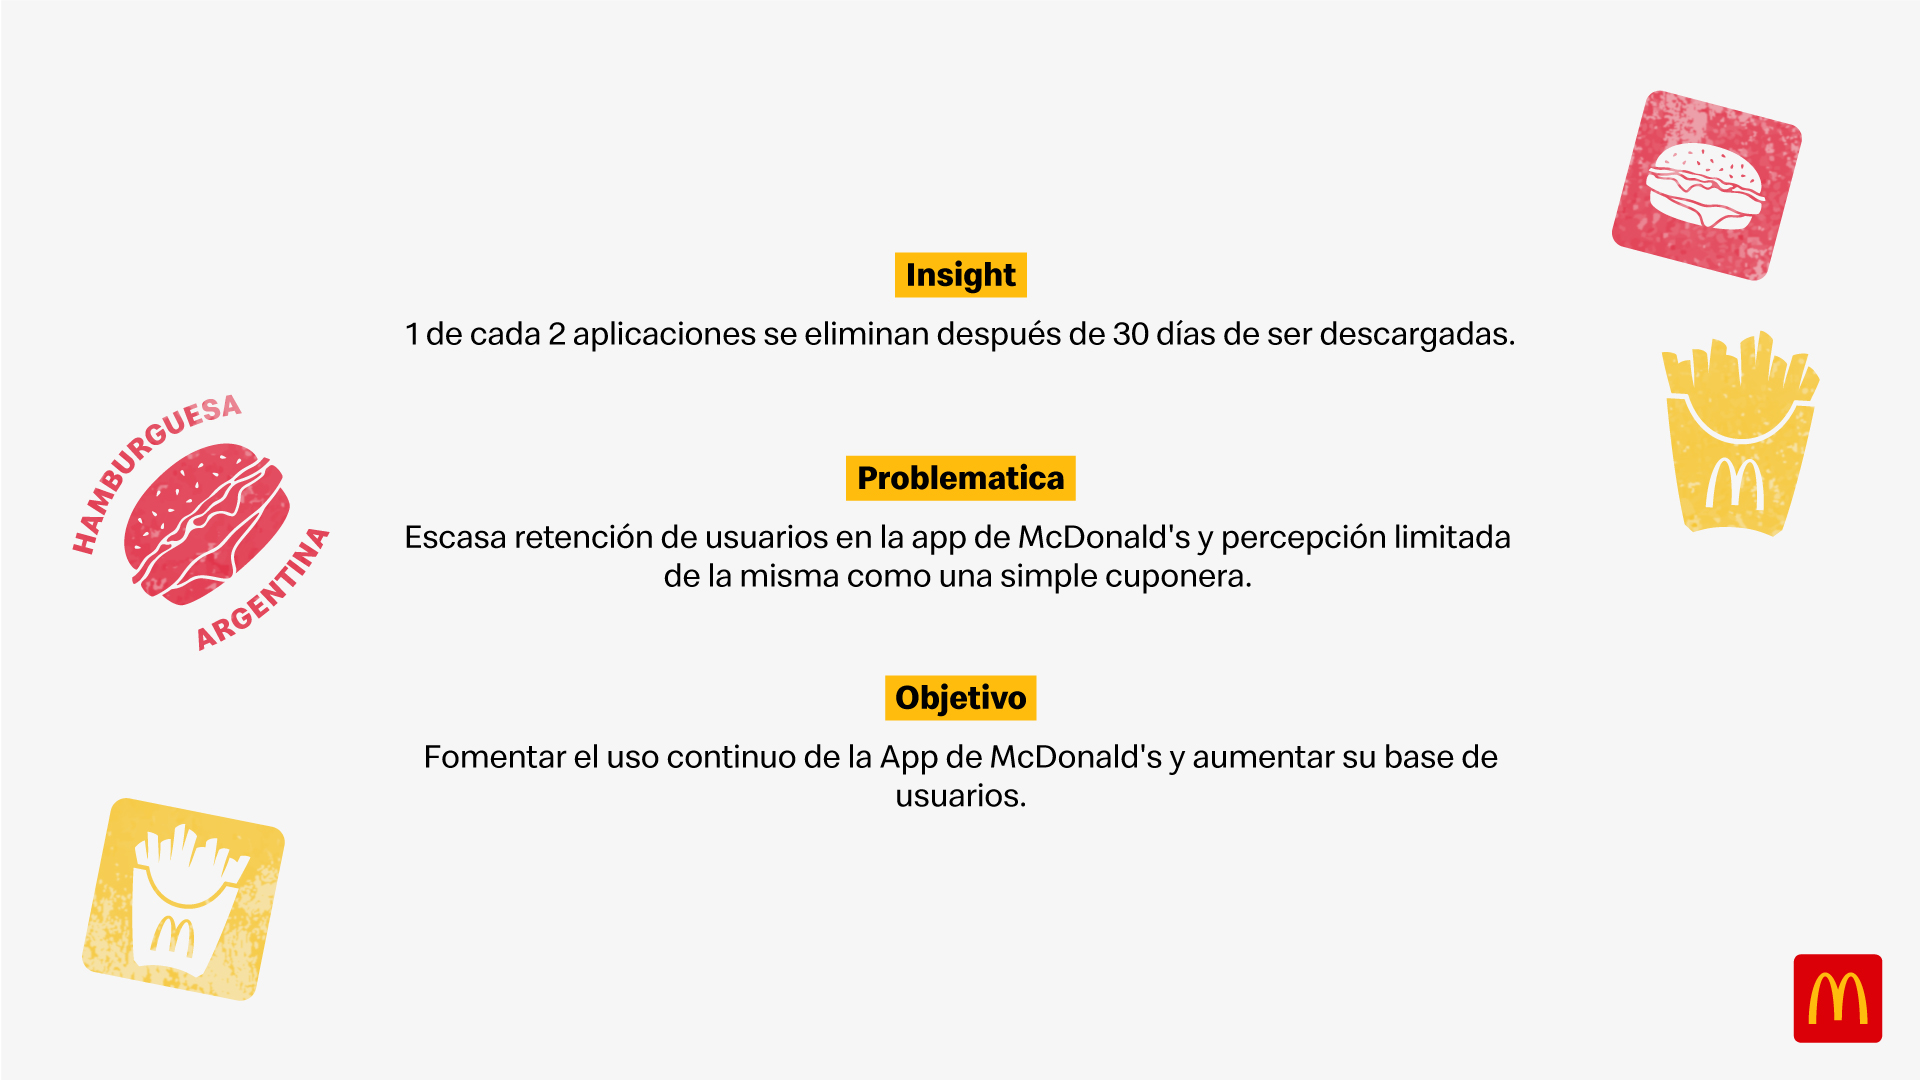 Insight
1 de cada 2 aplicaciones se eliminan después de 30 días de ser descargadas.
HAMBURGUESA
ARGENTINA
Problematica
Escasa retención de usuarios en la app de McDonald's y percepción limitada
de la misma como una simple cuponera.
Objetivo
Fomentar el uso continuo de la App de McDonald's y aumentar su base de
usuarios.